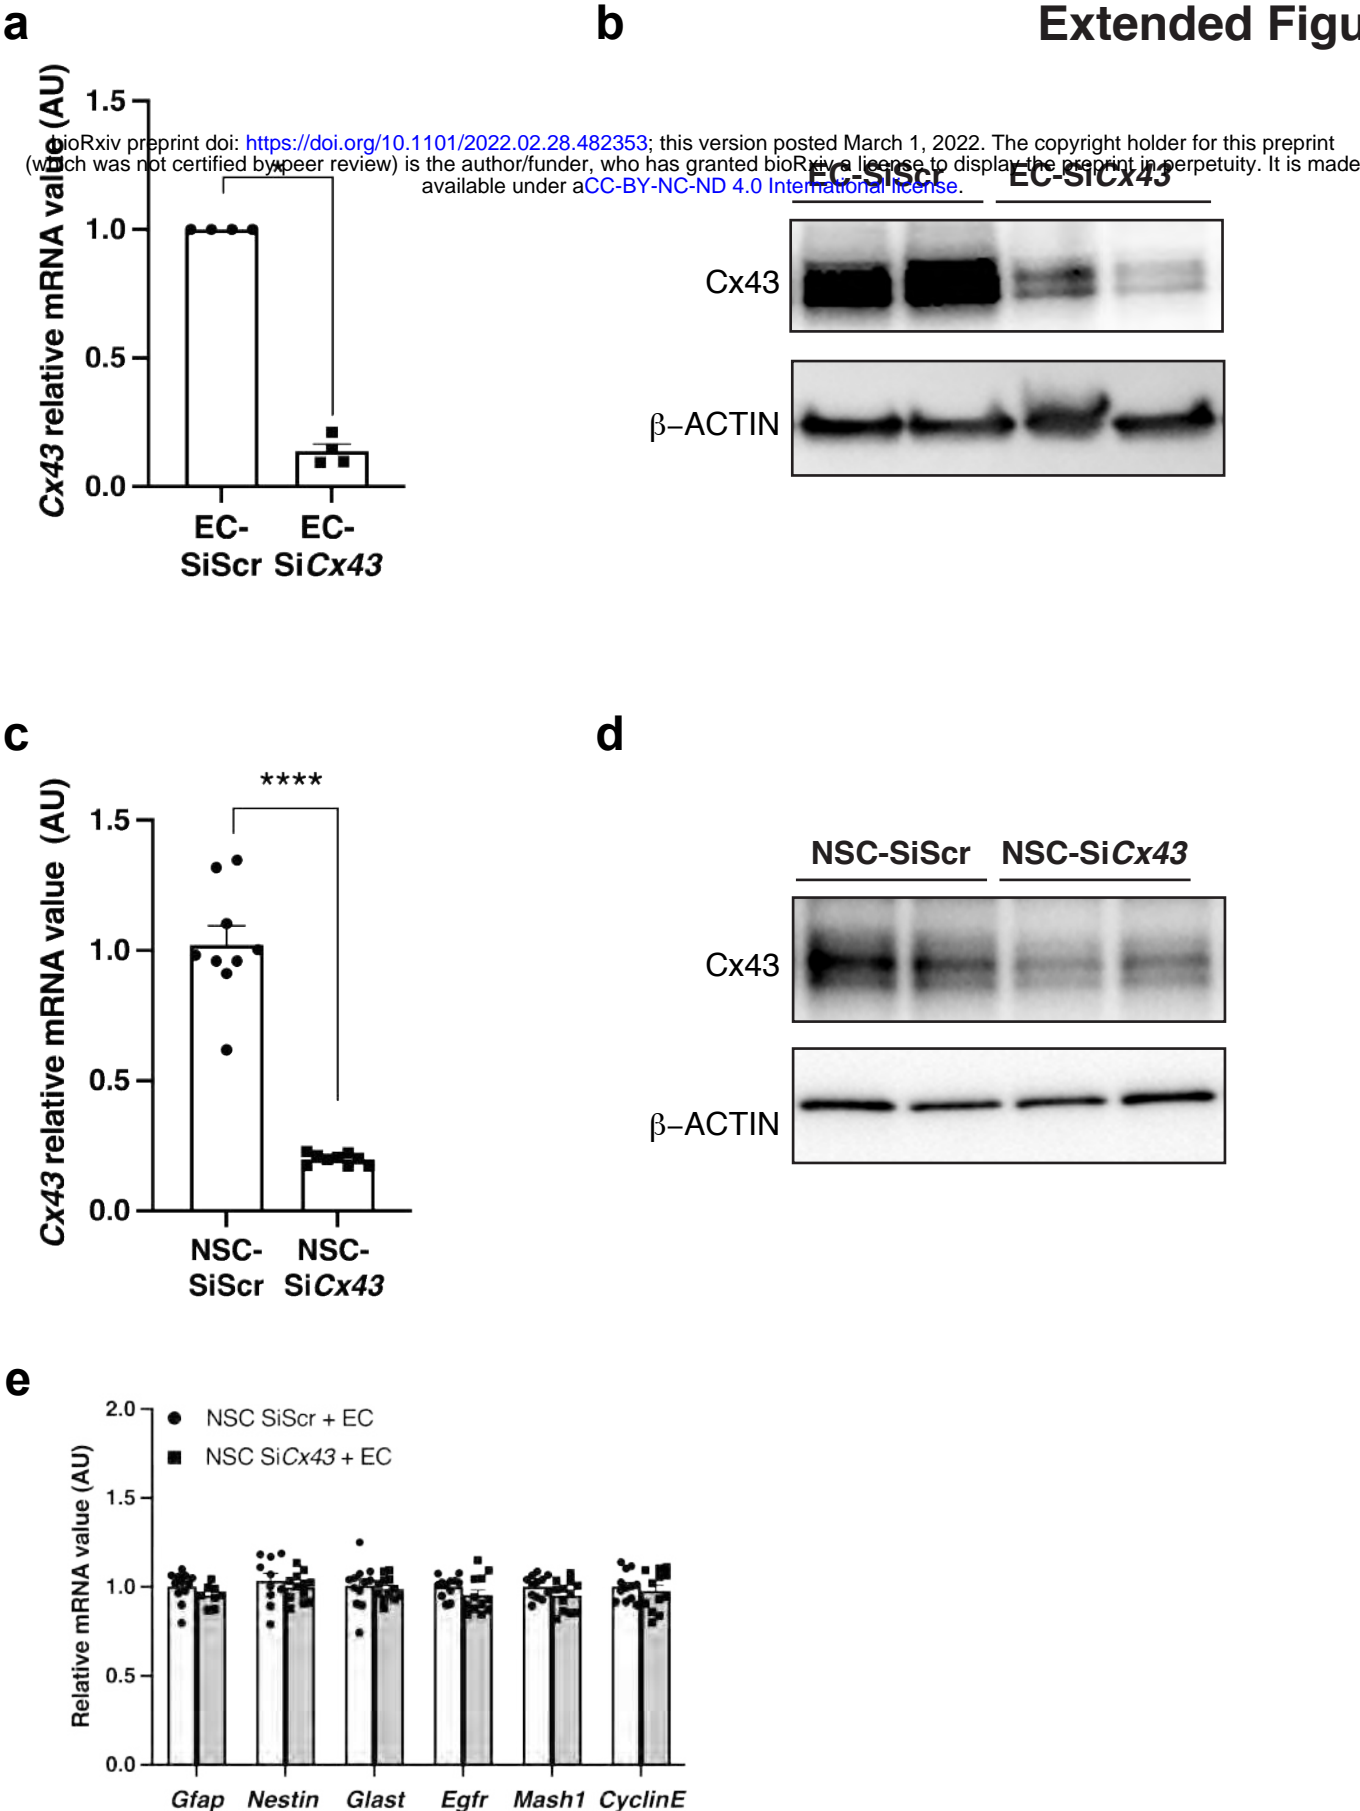 a
b
Extended Figu
bioRxiv preprint doi: https://doi.org/10.1101/2022.02.28.482353; this version posted March 1, 2022. The copyright holder for this preprint
(which was not certified by peer review) is the author/funder, who has granted bioRxiv a license to display the preprint in perpetuity. It is made
available under aCC-BY-NC-ND 4.0 International license.
Cx43 relative mRNA value (AU)
1.5
1.0
0.5
0.0
*
EC-
SiScr
EC-
SiCx43
EC-SiScr
EC-SiCx43
Cx43
β–ACTIN
c
d
Cx43 relative mRNA value (AU)
1.5
1.0
0.5
0.0
****
NSC-
SiScr
NSC-
SiCx43
NSC-SiScr
NSC-SiCx43
Cx43
β–ACTIN
e
Relative mRNA value (AU)
2.0
1.5
1.0
0.5
0.0
NSC SiScr + EC
NSC SiCx43 + EC
Gfap
Nestin
Glast
Egfr
Mash1
CyclinE